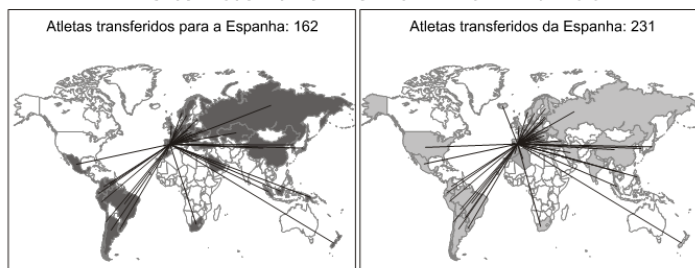 Atletas transferidos para a Espanha: 162
Atletas transferidos da Espanha: 231